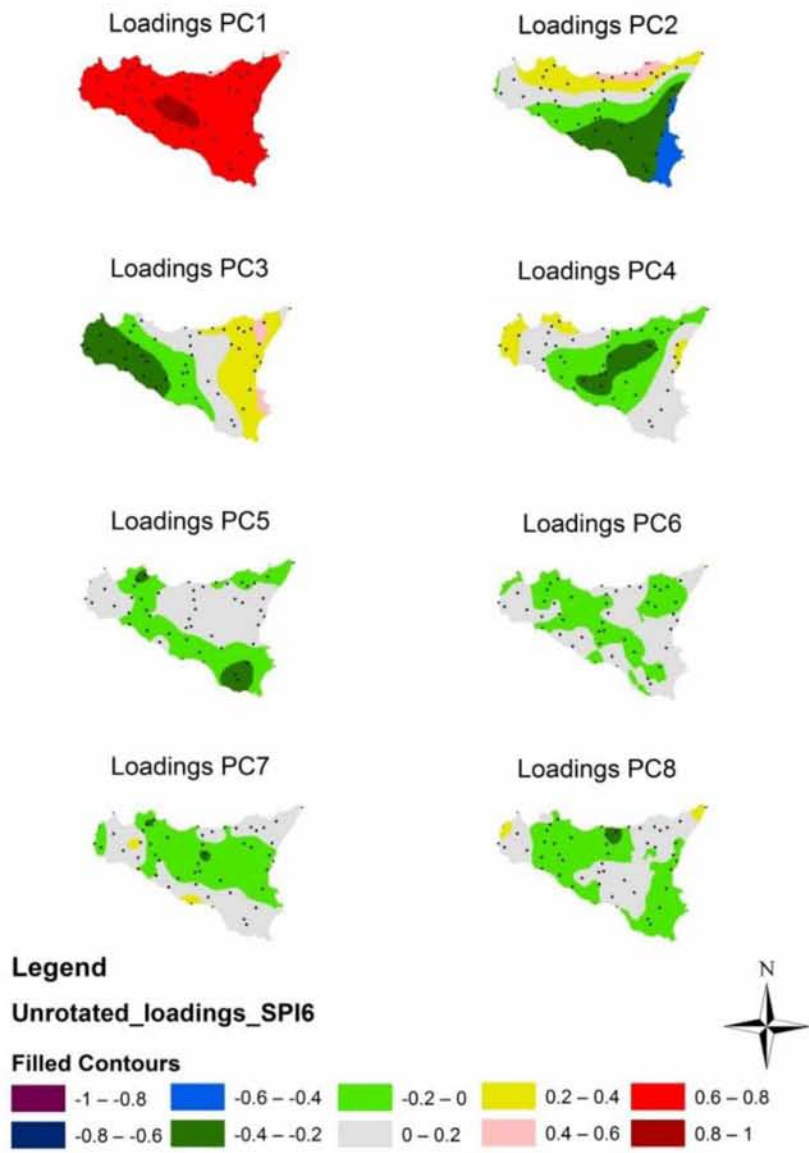 Loadings PC1
Loadings PC2
Loadings PC3
Loadings PC4
Loadings PC5
Loadings PC6
Loadings PC7
Loadings PC8
Legend
N
Unrotated_loadings_SPI6
Filled Contours
-1 – -0.8
-0.6 – -0.4
-0.2 – 0
0.2 – 0.4
0.6 – 0.8
-0.8 – -0.6
-0.4 – -0.2
0 – 0.2
0.4 – 0.6
0.8 – 1